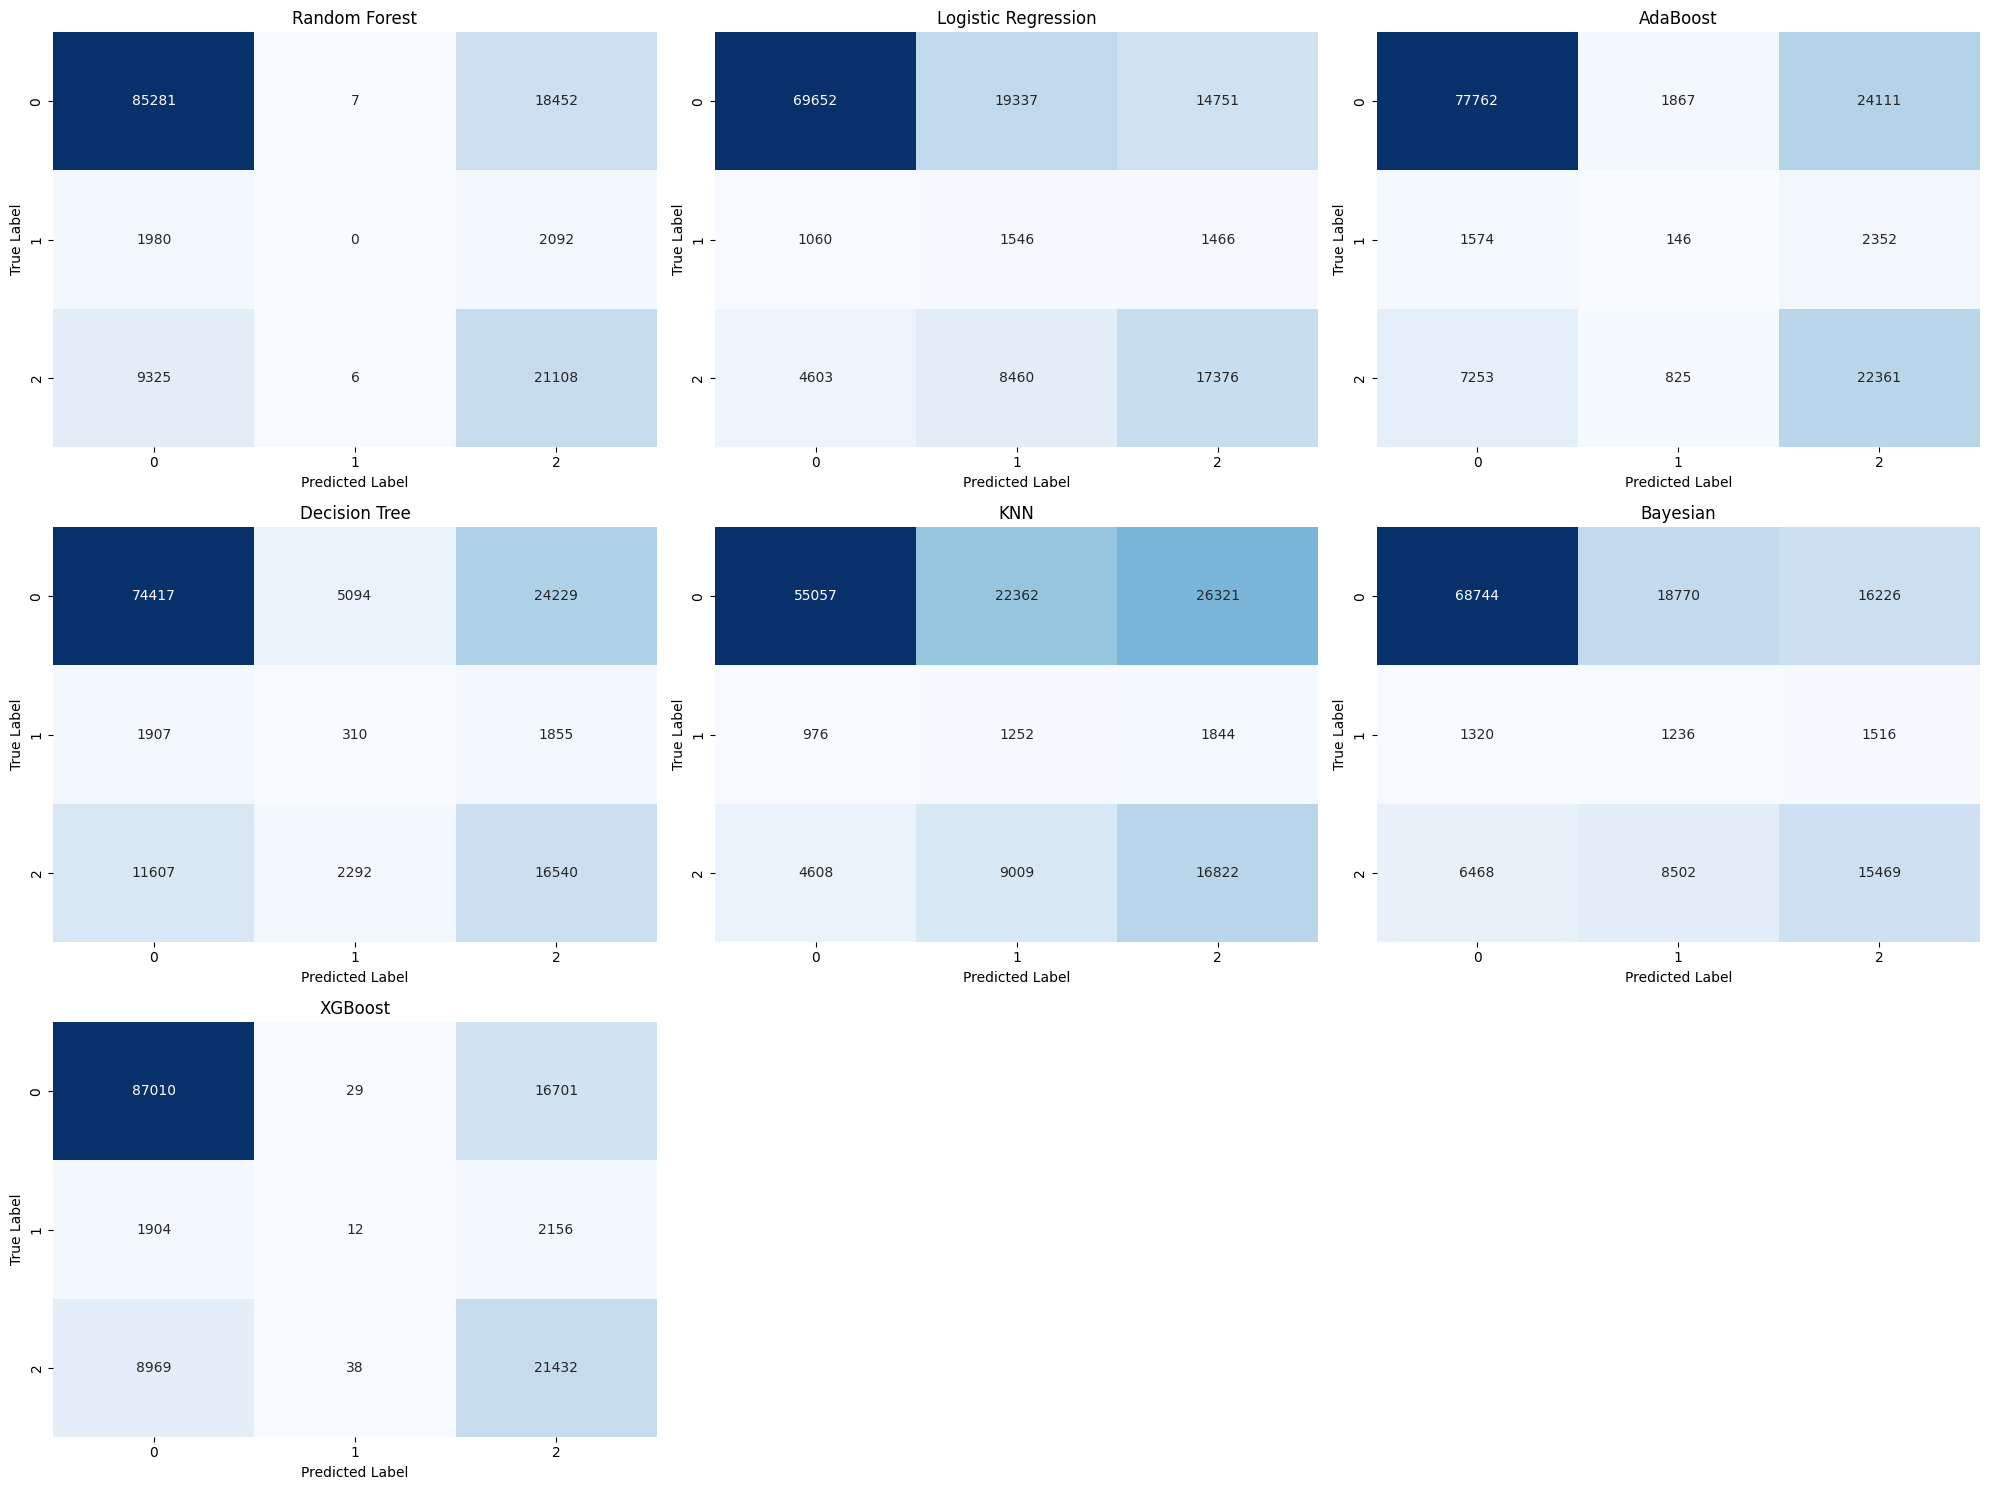 Random Forest
85281 7 18452
1980 0 2092
9325 6 21108
0
1
2
True Label
0 1 2
Predicted Label
Logistic Regression
69652 19337 14751
1060 1546 1466
4603 8460 17376
0
1
2
True Label
0 1 2
Predicted Label
AdaBoost
77762 1867 24111
1574 146 2352
7253 825 22361
0
1
2
True Label
0 1 2
Predicted Label
Decision Tree
74417 5094 24229
1907 310 1855
11607 2292 16540
0
1
2
True Label
0 1 2
Predicted Label
KNN
55057 22362 26321
976 1252 1844
4608 9009 16822
0
1
2
True Label
0 1 2
Predicted Label
Bayesian
68744 18770 16226
1320 1236 1516
6468 8502 15469
0
1
2
True Label
0 1 2
Predicted Label
XGBoost
87010 29 16701
1904 12 2156
8969 38 21432
0
1
2
True Label
0 1 2
Predicted Label